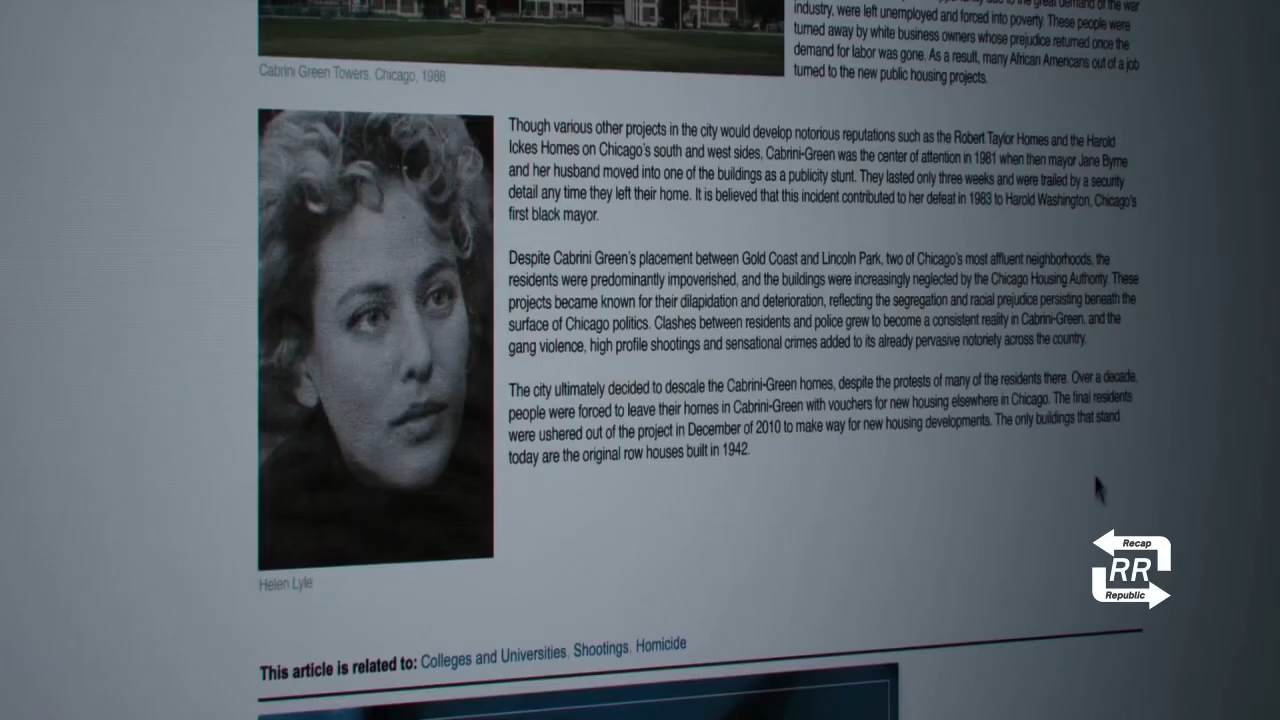 industry, were left unemployed and forced into poverty. These people were
turned away by white business owners whose prejudice returned once the
demand for labor was gone. As a result, many African Americans out of a job
turned to the new public housing projects.
Cabrini Green Towers, Chicago, 1988
Though various other projects in the city would develop notorious reputations such as the Robert Taylor Homes and the Harold
Ickes Homes on Chicago's south and west sides, Cabrini-Green was the center of attention in 1981 when then mayor Jane Byrne
and her husband moved into one of the buildings as a publicity stunt. They lasted only three weeks and were trailed by a security
detail any time they left their home. It is believed that this incident contributed to her defeat in 1983 to Harold Washington, Chicago's
first black mayor.
Despite Cabrini Green's placement between Gold Coast and Lincoln Park, two of Chicago's most affluent neighborhoods, the
residents were predominantly impoverished, and the buildings were increasingly neglected by the Chicago Housing Authority. These
projects became known for their dilapidation and deterioration, reflecting the segregation and racial prejudice persisting beneath the
surface of Chicago politics. Clashes between residents and police grew to become a consistent reality in Cabrini-Green, and the
gang violence, high profile shootings and sensational crimes added to its already pervasive notoriety across the country.
The city ultimately decided to descale the Cabrini-Green homes, despite the protests of many of the residents there. Over a decade,
people were forced to leave their homes in Cabrini-Green with vouchers for new housing elsewhere in Chicago. The final residents
were ushered out of the project in December of 2010 to make way for new housing developments. The only buildings that stand
today are the original row houses built in 1942.
Helen Lyle
This article is related to: Colleges and Universities, Shootings, Homicide
Recap
RR
Republic